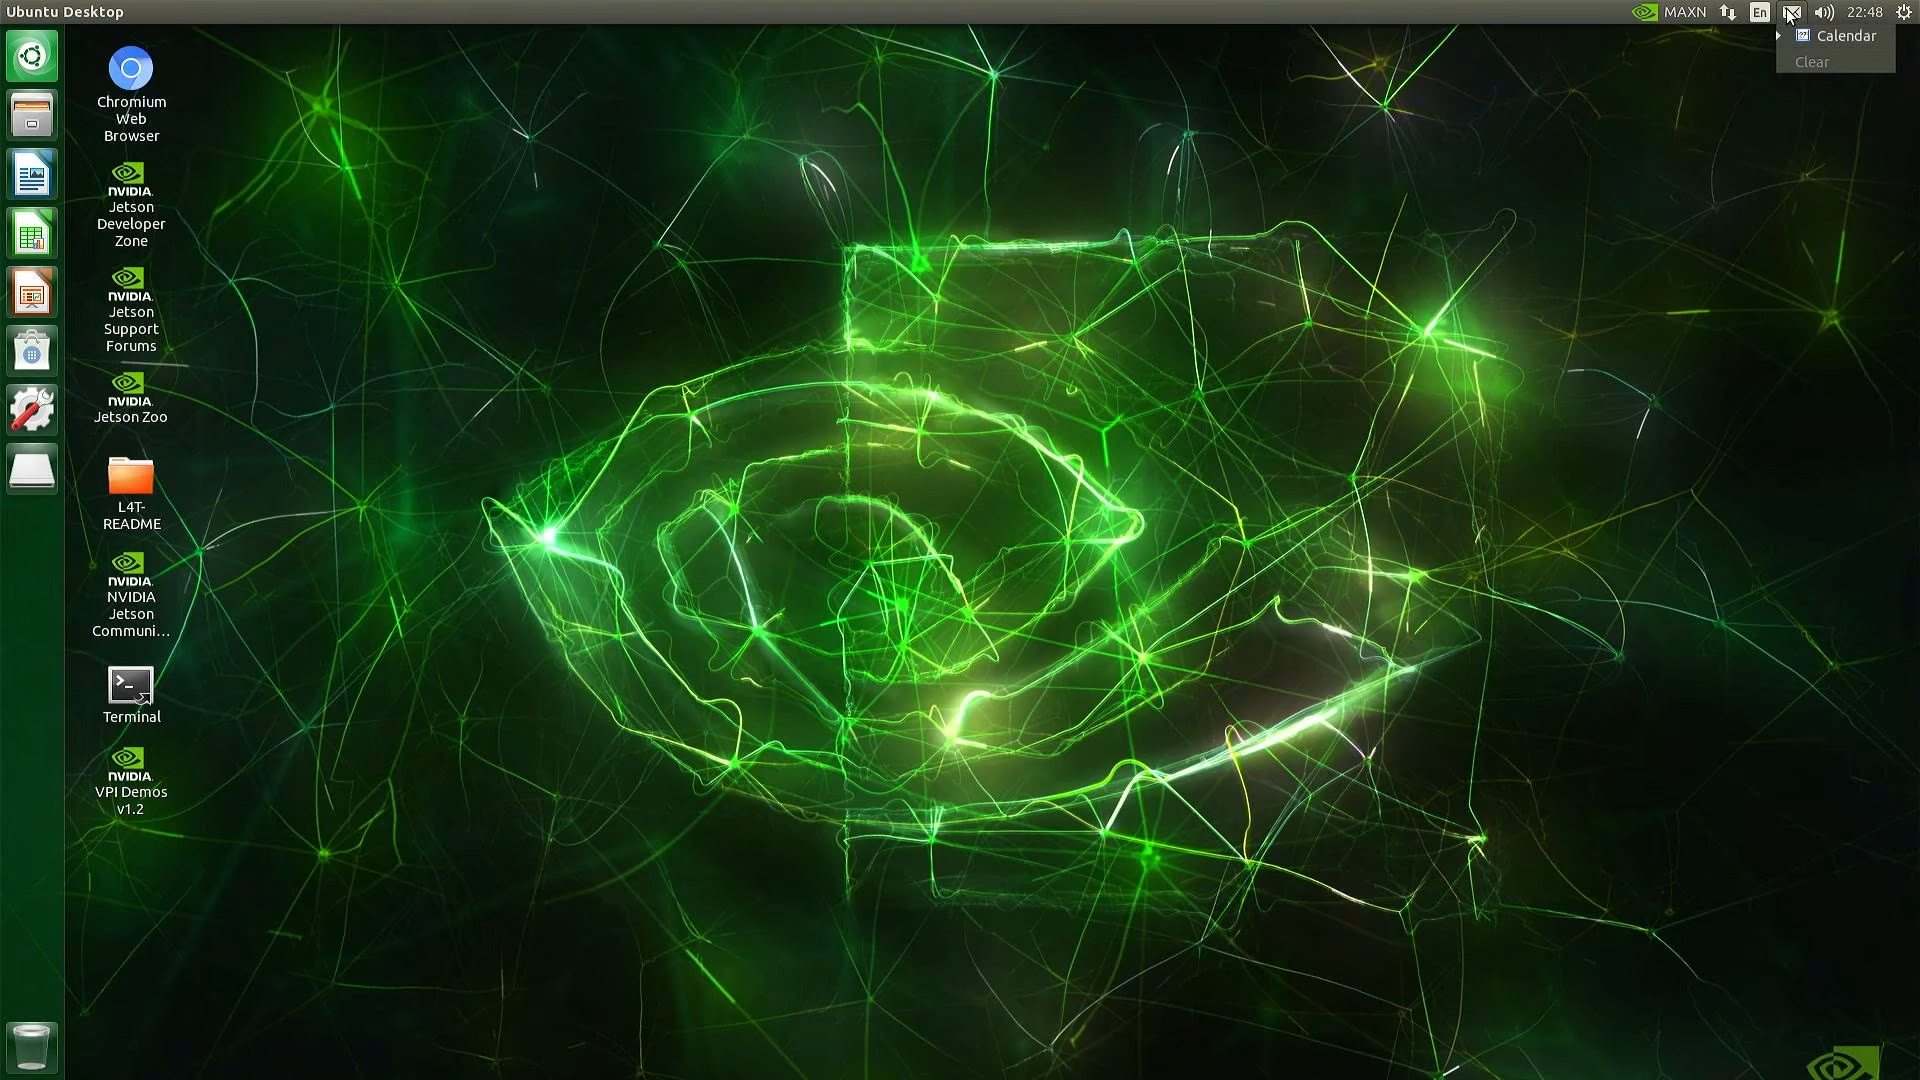 Ubuntu Desktop
MAXN
En
22:48
Calendar
Clear
Chromium
Web
Browser
NVIDIA.
Jetson
Developer
Zone
NVIDIA.
Jetson
Support
Forums
NVIDIA.
Jetson Zoo
L4T-
README
NVIDIA.
NVIDIA
Jetson
Communi...
>_
Terminal
NVIDIA.
VPI Demos
v1.2